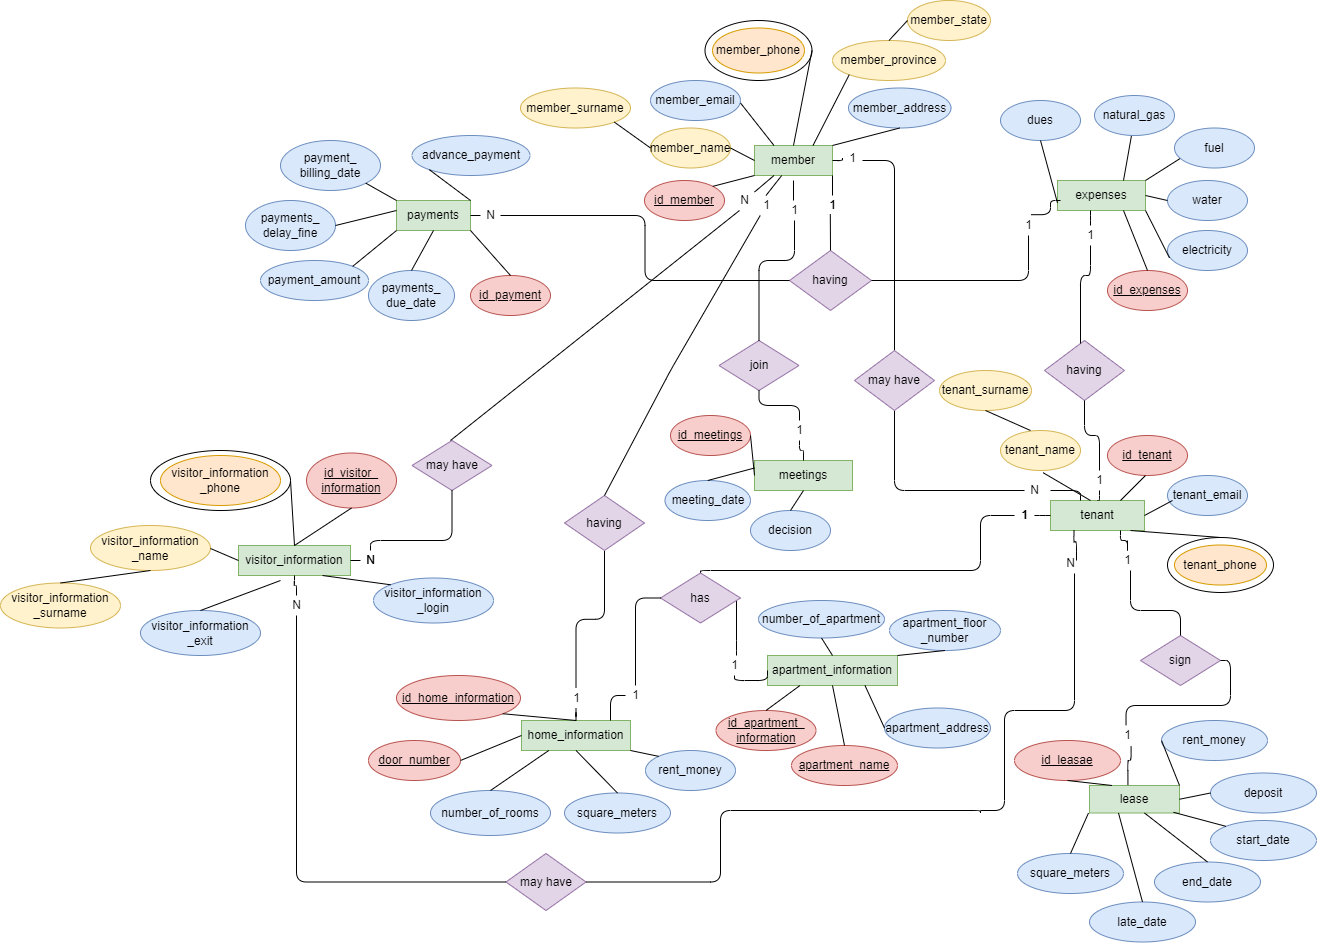 member_state
member_phone
member_province
member_surname
member_email
member_address
member_name
member
1
id_member
N
1
1
1
dues
natural_gas
fuel
expenses
water
electricity
id_expenses
1
1
payment_
billing_date
advance_payment
payments_
delay_fine
payments
N
payment_amount
payments_
due_date
id_payment
having
join
may have
having
tenant_surname
tenant_name
id_tenant
tenant_email
1
N
1
tenant
tenant_phone
N
1
id_meetings
1
meetings
meeting_date
decision
may have
visitor_information
_phone
id_visitor_
information
visitor_information
_name
visitor_information
N
visitor_information
_surname
visitor_information
_exit
visitor_information
_login
N
having
has
1
1
number_of_apartment
apartment_floor
_number
apartment_information
id_apartment_
information
apartment_name
apartment_address
sign
1
id_home_information
1
home_information
door_number
rent_money
number_of_rooms
square_meters
id_leasae
rent_money
lease
deposit
start_date
square_meters
end_date
late_date
may have